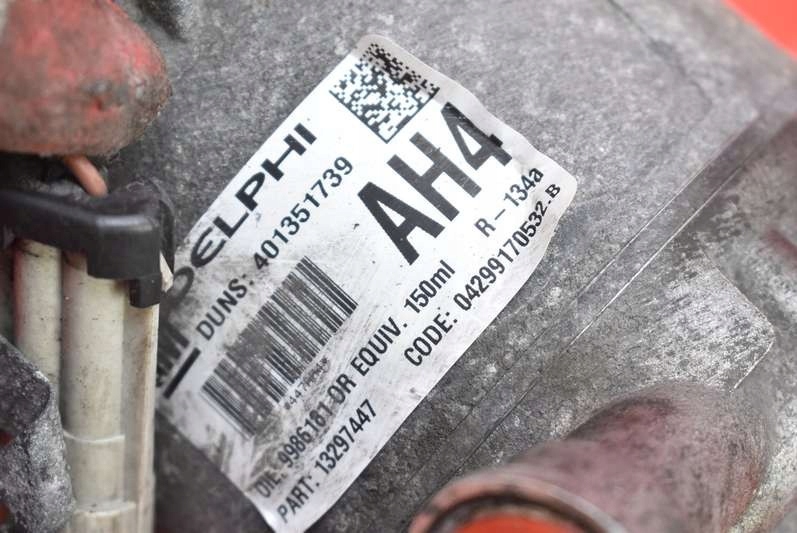 DELPHI
DUNS: 401351739
AH4
OIL: 9986181 OR EQUIV. 150ml R-134a
PART: 13297447 CODE: 04299170532.B